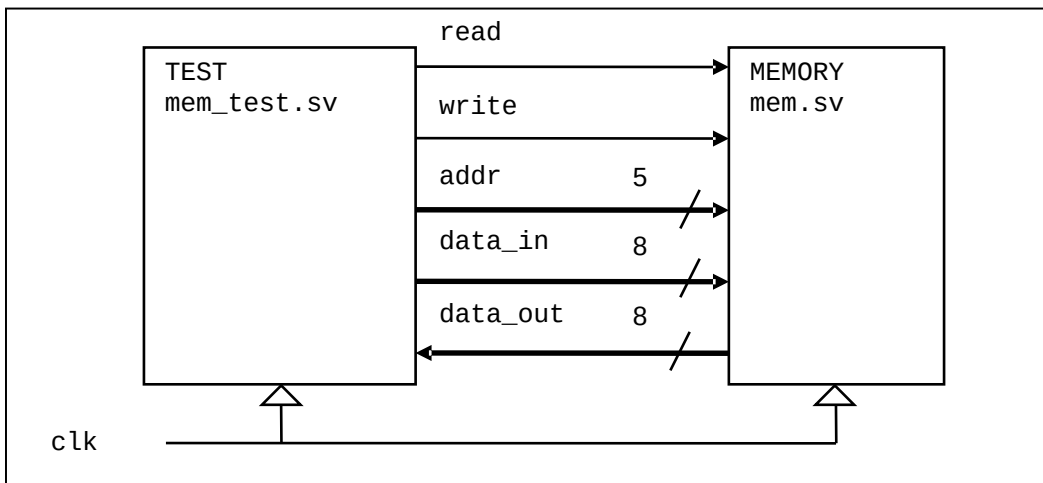 read
TEST
mem_test.sv
MEMORY
mem.sv
write
addr 5
data_in 8
data_out 8
clk